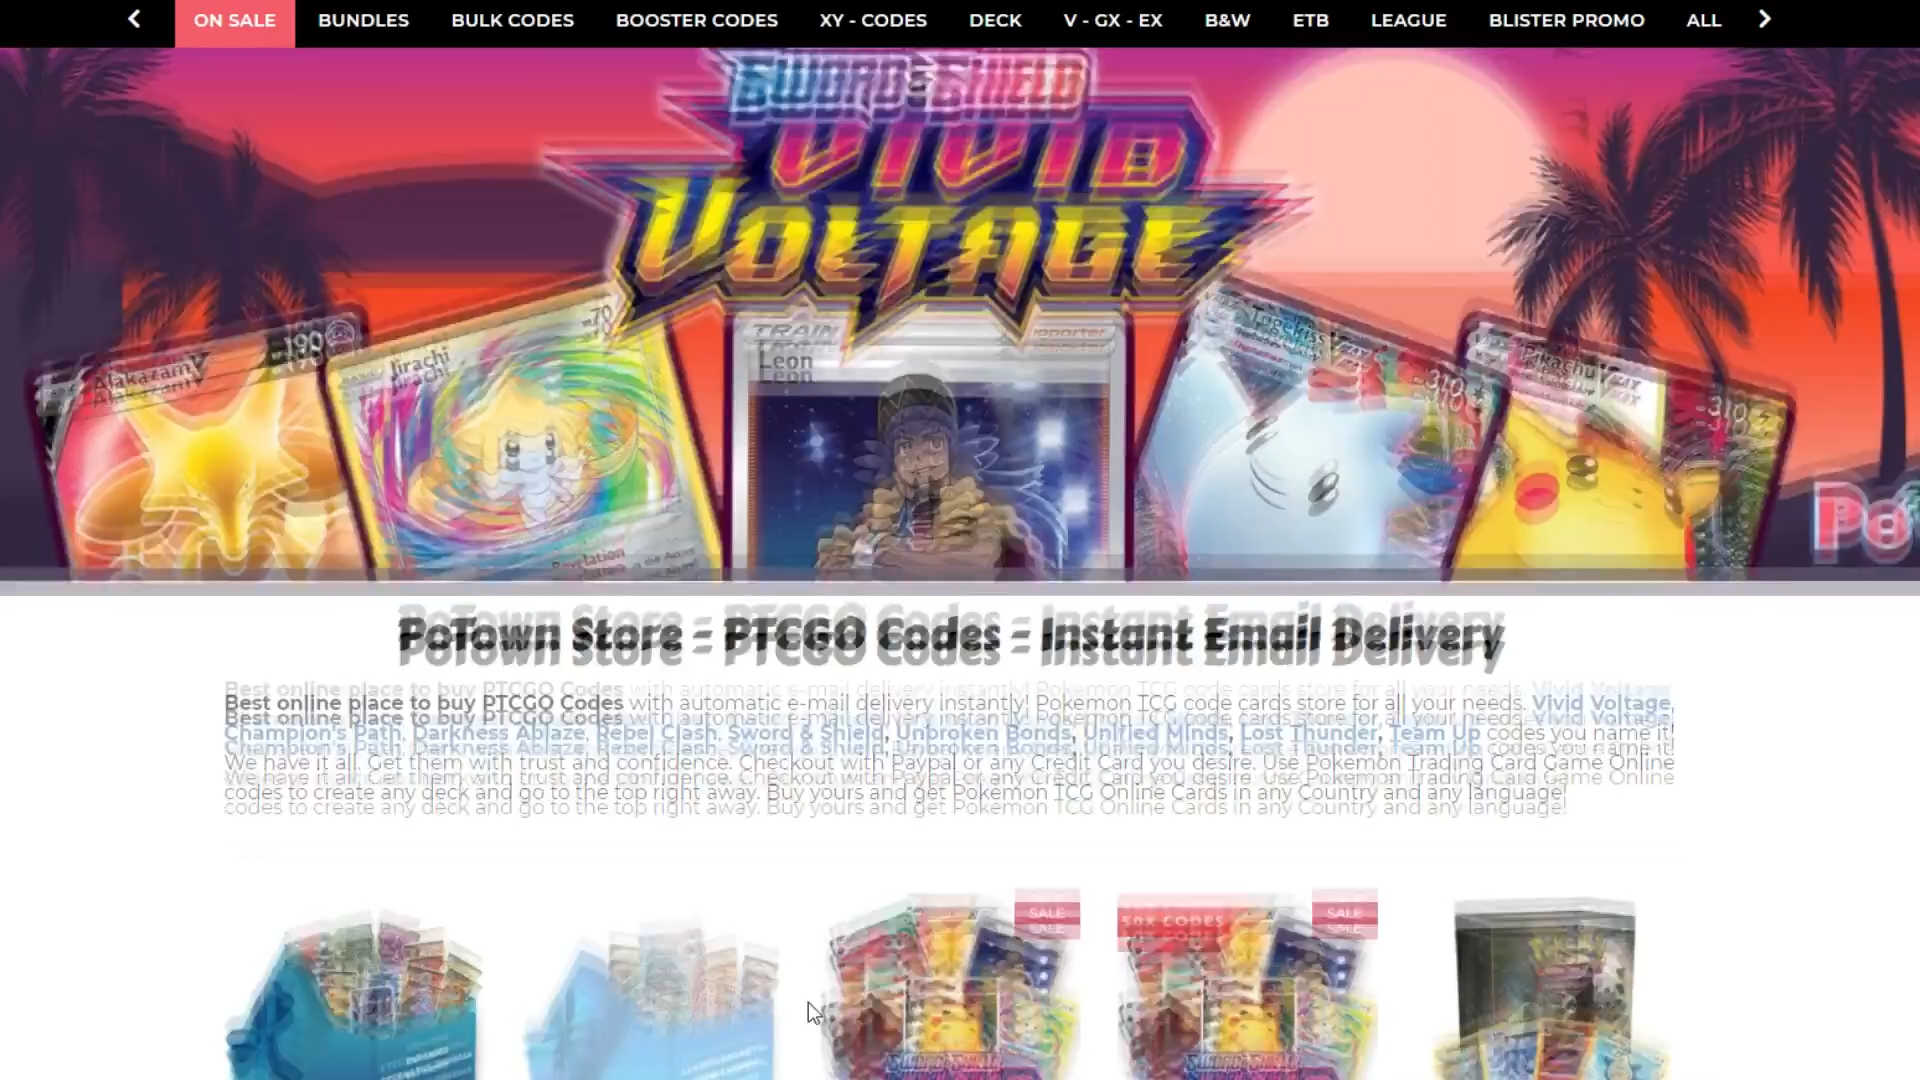 ON SALE BUNDLES BULK CODES BOOSTER CODES XY - CODES DECK V - GX - EX B&W ETB LEAGUE BLISTER PROMO ALL
SWORD & SHIELD
VIVID
VOLTAGE
Alakazam V 190
Jirachi 70
TRAIN
Leon
Togekiss 310
Pikachu 310
Revelation
Po
PoTown Store - PTCGO Codes - Instant Email Delivery
Best online place to buy PTCGO Codes with automatic e-mail delivery instantly! Pokemon TCG code cards store for all your needs. Vivid Voltage,
Champion's Path, Darkness Ablaze, Rebel Clash, Sword & Shield, Unbroken Bonds, Unified Minds, Lost Thunder, Team Up codes you name it!
We have it all. Get them with trust and confidence. Checkout with Paypal or any Credit Card you desire. Use Pokemon Trading Card Game Online
codes to create any deck and go to the top right away. Buy yours and get Pokemon TCG Online Cards in any Country and any language!
SALE
50X CODES
SALE